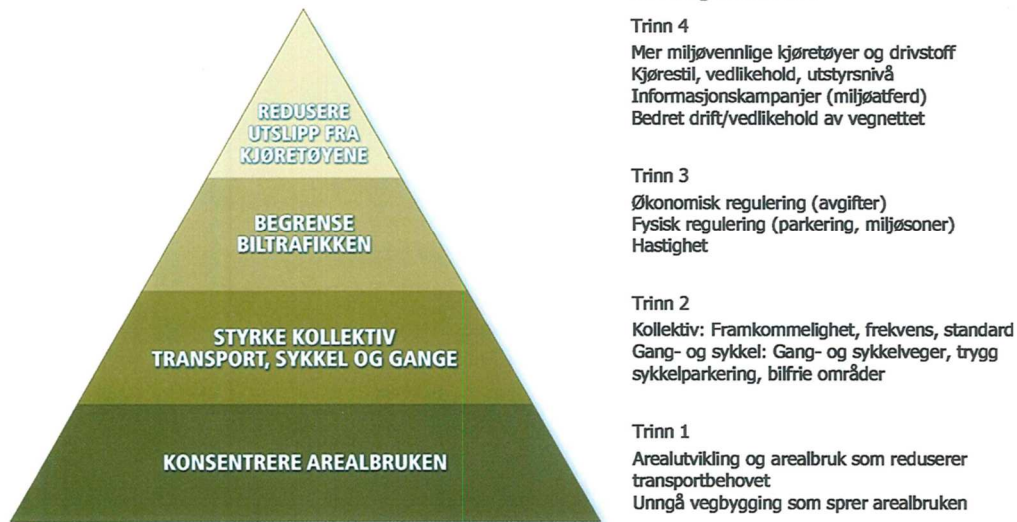 REDUSERE
UTSLIPP FRA
KJØRETØYENE
BEGRENSE
BILTRAFIKKEN
STYRKE KOLLEKTIV
TRANSPORT, SYKKEL OG GANGE
KONSENTRERE AREALBRUKEN
Trinn 4
Mer miljøvennlige kjøretøyer og drivstoff
Kjørestil, vedlikehold, utstyrsnivå
Informasjonskampanjer (miljøatferd)
Bedret drift/vedlikehold av vegnettet
Trinn 3
Økonomisk regulering (avgifter)
Fysisk regulering (parkering, miljøsoner)
Hastighet
Trinn 2
Kollektiv: Framkommelighet, frekvens, standard
Gang- og sykkel: Gang- og sykkelveger, trygg
sykkelparkering, bilfrie områder
Trinn 1
Arealutvikling og arealbruk som reduserer
transportbehovet
Unngå vegbygging som sprer arealbruken